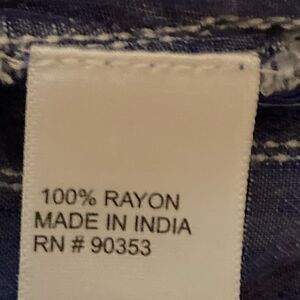 100% RAYON
MADE IN INDIA
RN # 90353